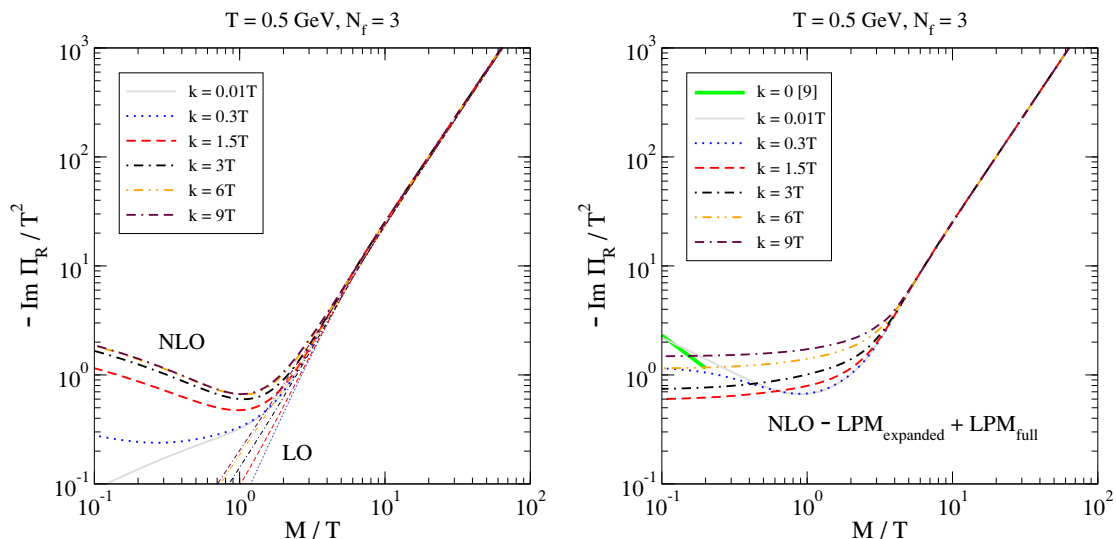 T = 0.5 GeV, N_f = 3
10^3
10^2
10^1
10^0
10^-1
- Im Π_R / T^2
k = 0.01T
k = 0.3T
k = 1.5T
k = 3T
k = 6T
k = 9T
NLO
LO
10^-1 10^0 10^1 10^2
M / T
T = 0.5 GeV, N_f = 3
10^3
10^2
10^1
10^0
10^-1
- Im Π_R / T^2
k = 0 [9]
k = 0.01T
k = 0.3T
k = 1.5T
k = 3T
k = 6T
k = 9T
NLO - LPM_expanded + LPM_full
10^-1 10^0 10^1 10^2
M / T